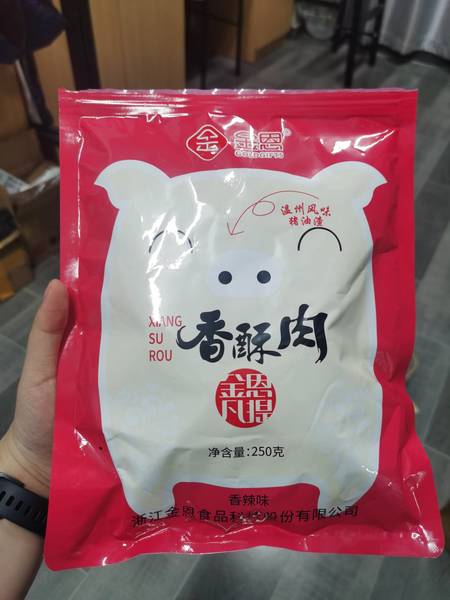 金恩®
GOLDGIFTS
温州风味
猪油渣
XIANG
SU
ROU
香酥肉
金恩
净含量:250克
香辣味
浙江金恩食品科技股份有限公司